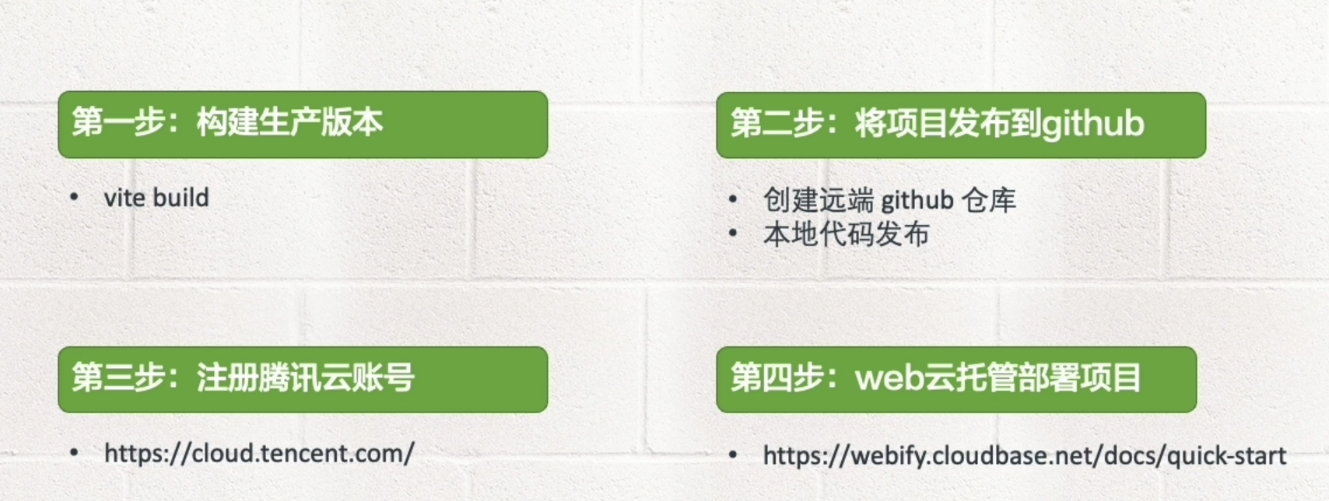 第一步：构建生产版本
• vite build
第二步：将项目发布到github
• 创建远端 github 仓库
• 本地代码发布
第三步：注册腾讯云账号
• https://cloud.tencent.com/
第四步：web云托管部署项目
• https://webify.cloudbase.net/docs/quick-start